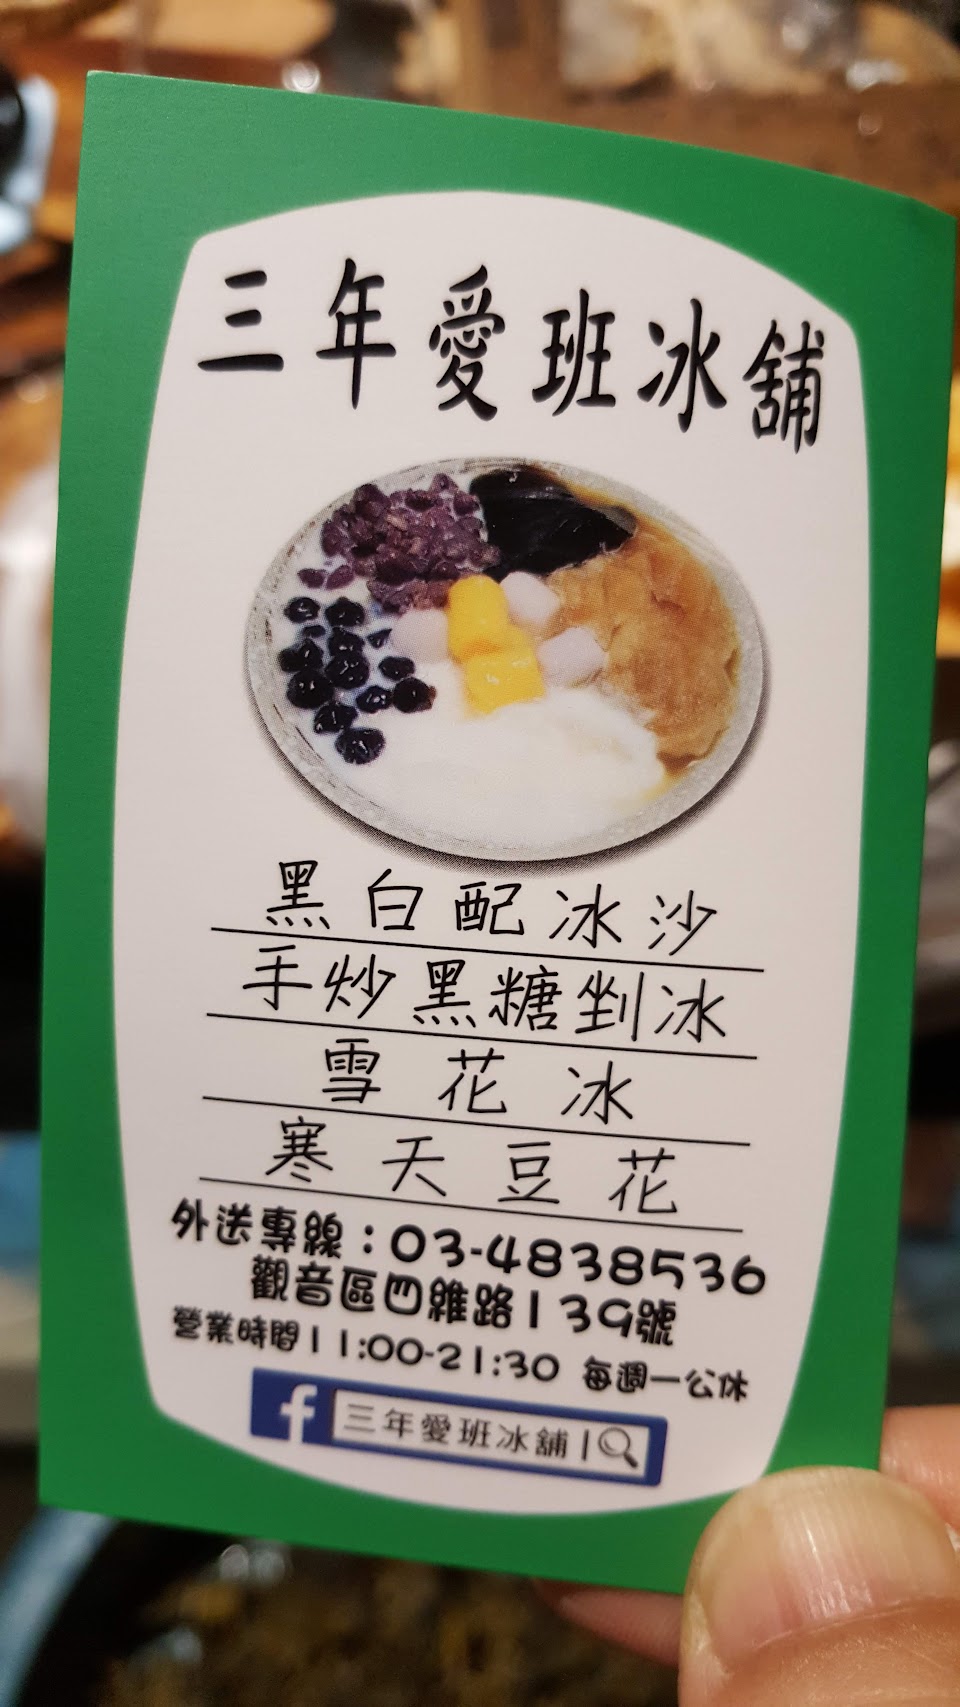 三年愛班冰舖
黑白配冰沙
手炒黑糖剉冰
雪花冰
寒天豆花
外送專線：03-4838536
觀音區四維路139號
營業時間11:00-21:30 每週一公休
f 三年愛班冰舖